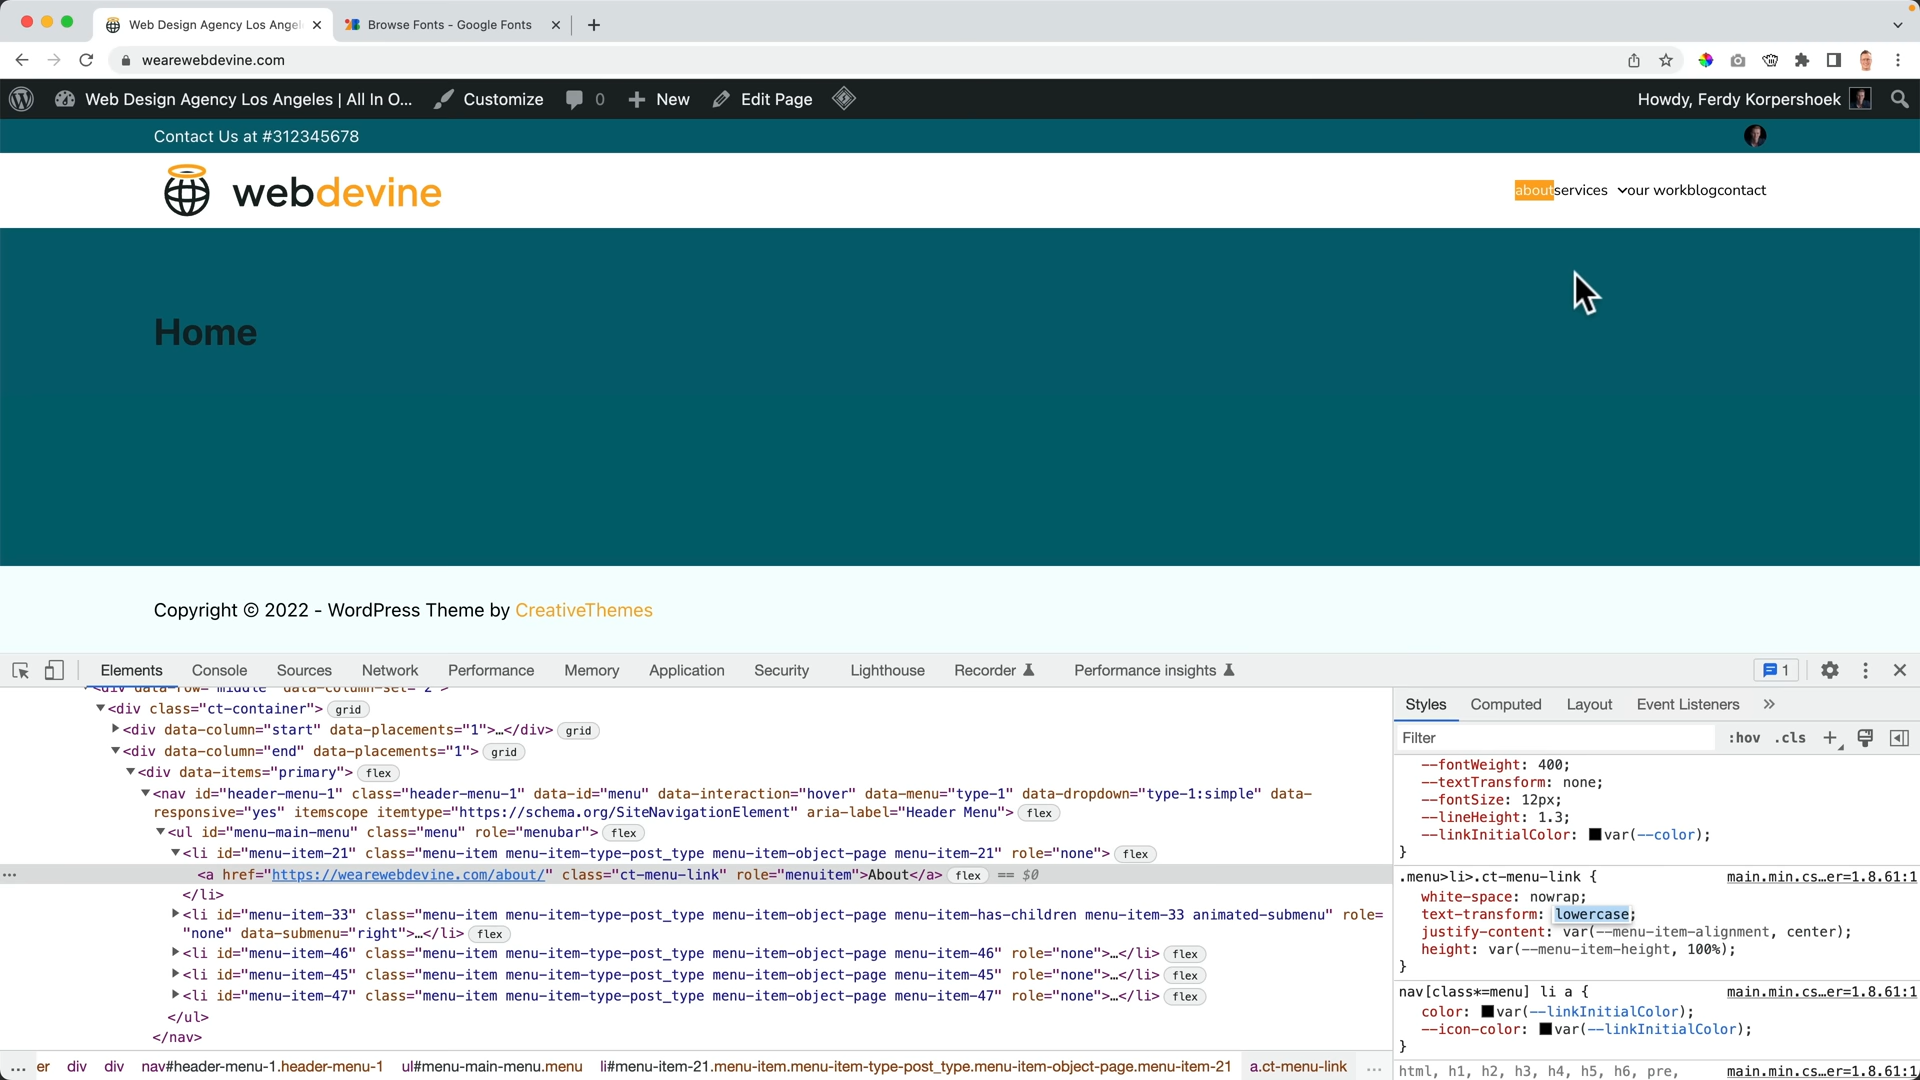 Web Design Agency Los Angel
Browse Fonts - Google Fonts
wearewebdevine.com
Web Design Agency Los Angeles | All In O...
Customize
0
New
Edit Page
Howdy, Ferdy Korpershoek
Contact Us at #312345678
webdevine
about services our work blog contact
Home
Copyright © 2022 - WordPress Theme by CreativeThemes
Elements Console Sources Network Performance Memory Application Security Lighthouse Recorder Performance insights 1
<div data-row="middle" data-column-set="2">
<div class="ct-container"> grid
<div data-column="start" data-placements="1">…</div> grid
<div data-column="end" data-placements="1"> grid
<div data-items="primary"> flex
<nav id="header-menu-1" class="header-menu-1" data-id="menu" data-interaction="hover" data-menu="type-1" data-dropdown="type-1:simple" data-
responsive="yes" itemscope itemtype="https://schema.org/SiteNavigationElement" aria-label="Header Menu"> flex
<ul id="menu-main-menu" class="menu" role="menubar"> flex
<li id="menu-item-21" class="menu-item menu-item-type-post_type menu-item-object-page menu-item-21" role="none"> flex
<a href="https://wearewebdevine.com/about/" class="ct-menu-link" role="menuitem">About</a> flex == $0
</li>
<li id="menu-item-33" class="menu-item menu-item-type-post_type menu-item-object-page menu-item-has-children menu-item-33 animated-submenu" role=
"none" data-submenu="right">…</li> flex
<li id="menu-item-46" class="menu-item menu-item-type-post_type menu-item-object-page menu-item-46" role="none">…</li> flex
<li id="menu-item-45" class="menu-item menu-item-type-post_type menu-item-object-page menu-item-45" role="none">…</li> flex
<li id="menu-item-47" class="menu-item menu-item-type-post_type menu-item-object-page menu-item-47" role="none">…</li> flex
</ul>
</nav>
... er div div nav#header-menu-1.header-menu-1 ul#menu-main-menu.menu li#menu-item-21.menu-item.menu-item-type-post_type.menu-item-object-page.menu-item-21 a.ct-menu-link ...
Styles Computed Layout Event Listeners
Filter :hov .cls
--fontWeight: 400;
--textTransform: none;
--fontSize: 12px;
--lineHeight: 1.3;
--linkInitialColor: var(--color);
}
.menu>li>.ct-menu-link { main.min.cs…er=1.8.61:1
white-space: nowrap;
text-transform: lowercase;
justify-content: var(--menu-item-alignment, center);
height: var(--menu-item-height, 100%);
}
nav[class*=menu] li a { main.min.cs…er=1.8.61:1
color: var(--linkInitialColor);
--icon-color: var(--linkInitialColor);
}
html, h1, h2, h3, h4, h5, h6, pre, main.min.cs…er=1.8.61:1